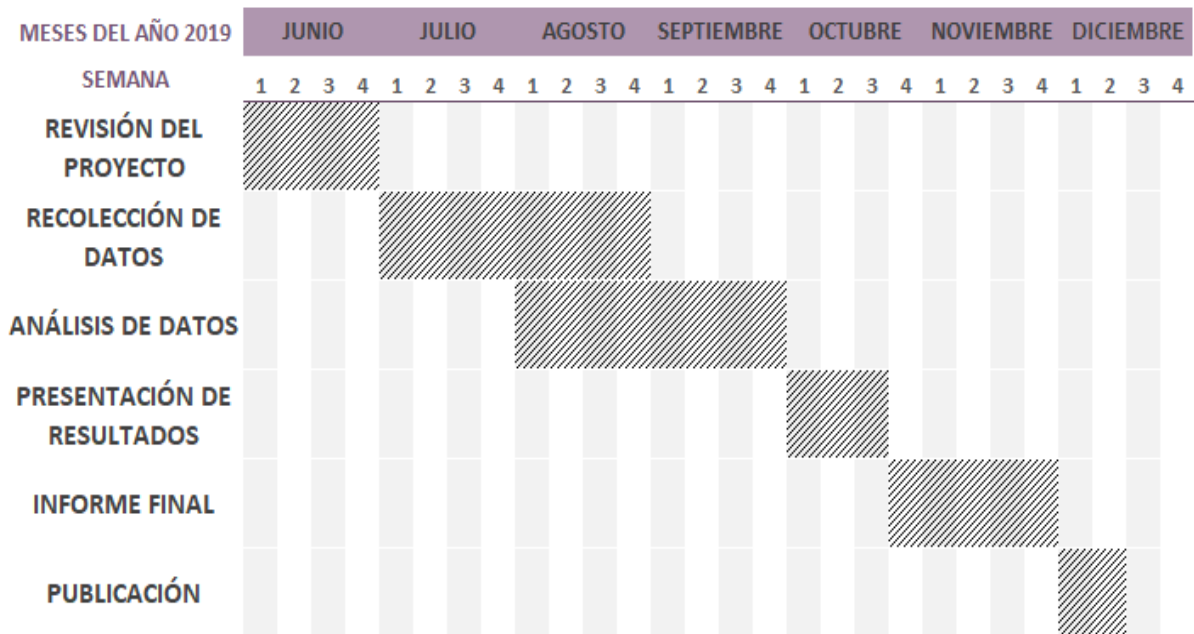 MESES DEL AÑO 2019 JUNIO JULIO AGOSTO SEPTIEMBRE OCTUBRE NOVIEMBRE DICIEMBRE
SEMANA 1 2 3 4 1 2 3 4 1 2 3 4 1 2 3 4 1 2 3 4 1 2 3 4 1 2 3 4
REVISIÓN DEL
PROYECTO
RECOLECCIÓN DE
DATOS
ANÁLISIS DE DATOS
PRESENTACIÓN DE
RESULTADOS
INFORME FINAL
PUBLICACIÓN